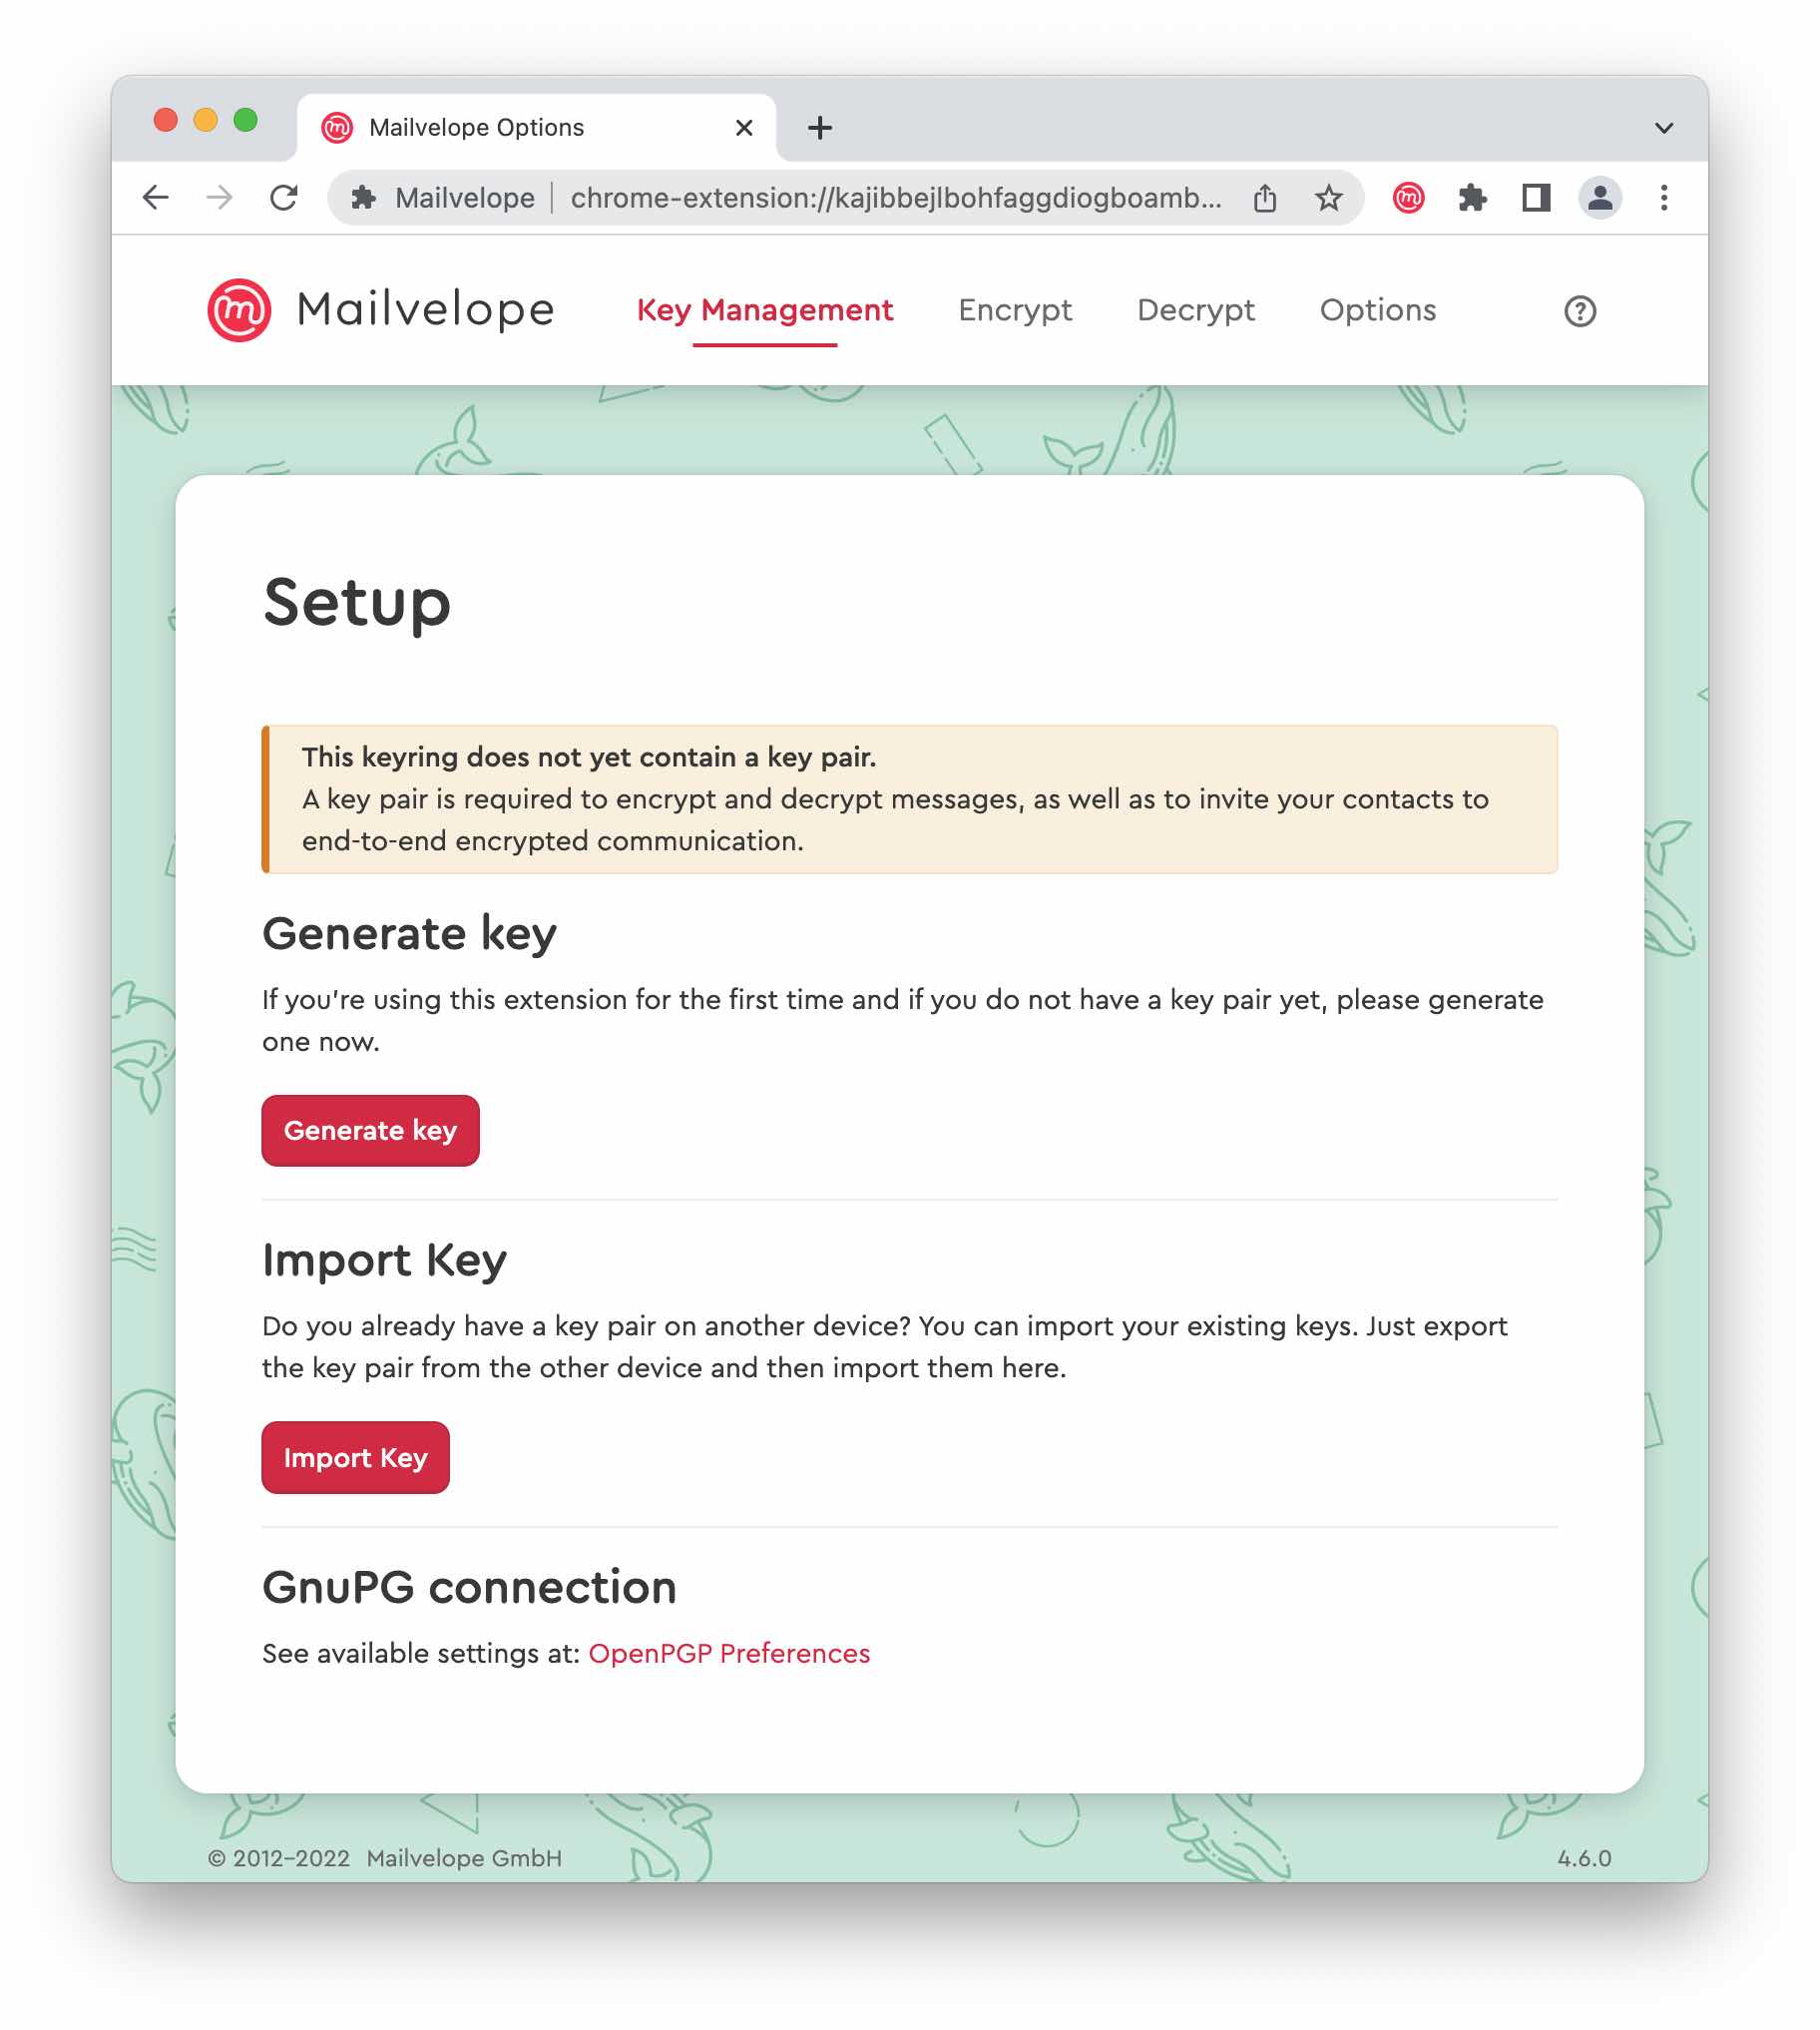 Mailvelope Options
Mailvelope | chrome-extension://kajibbejlbohfaggdiogboamb...
Mailvelope Key Management Encrypt Decrypt Options
Setup
This keyring does not yet contain a key pair.
A key pair is required to encrypt and decrypt messages, as well as to invite your contacts to
end-to-end encrypted communication.
Generate key
If you're using this extension for the first time and if you do not have a key pair yet, please generate
one now.
Generate key
Import Key
Do you already have a key pair on another device? You can import your existing keys. Just export
the key pair from the other device and then import them here.
Import Key
GnuPG connection
See available settings at: OpenPGP Preferences
© 2012–2022 Mailvelope GmbH 4.6.0